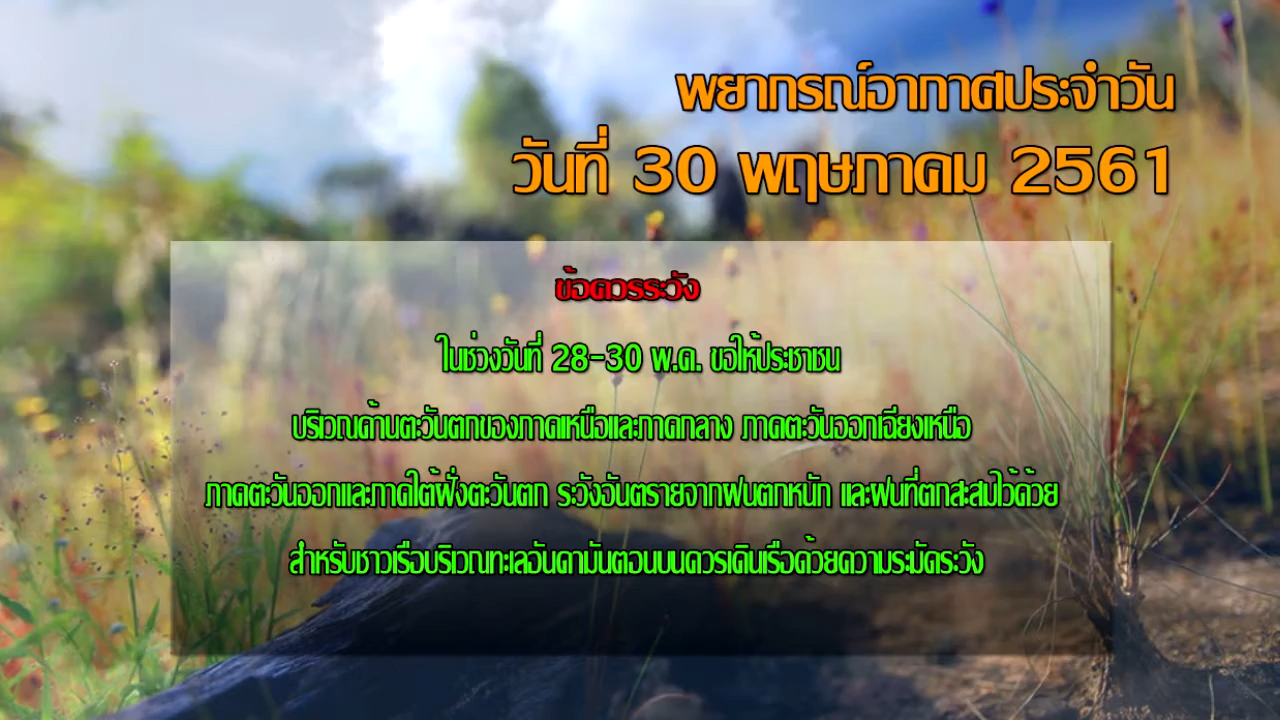 พยากรณ์อากาศประจำวัน
วันที่ 30 พฤษภาคม 2561
ข้อควรระวัง
ในช่วงวันที่ 28-30 พ.ค. ขอให้ประชาชน
บริเวณด้านตะวันตกของภาคเหนือและภาคกลาง ภาคตะวันออกเฉียงเหนือ
ภาคตะวันออกและภาคใต้ฝั่งตะวันตก ระวังอันตรายจากฝนตกหนัก และฝนที่ตกสะสมไว้ด้วย
สำหรับชาวเรือบริเวณทะเลอันดามันตอนบนควรเดินเรือด้วยความระมัดระวัง